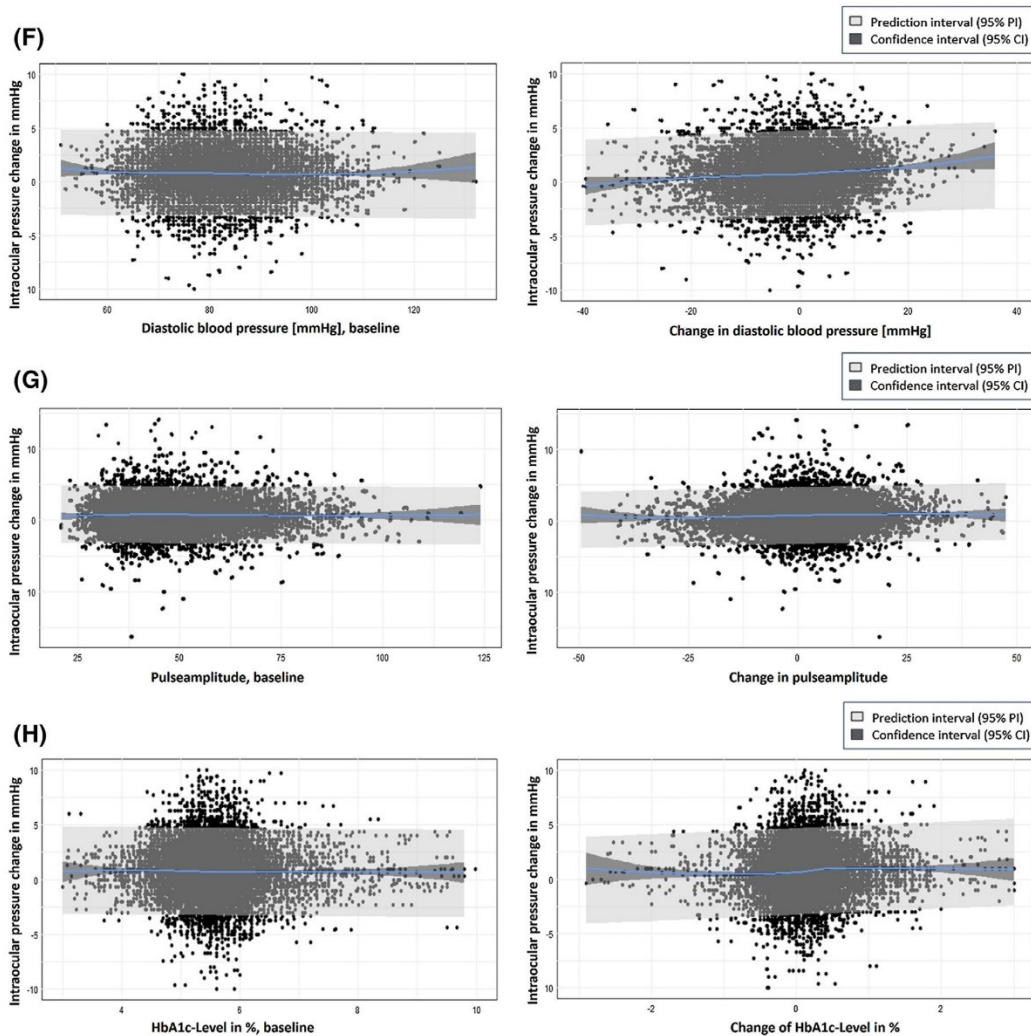 (F)
Prediction interval (95% PI)
Confidence interval (95% CI)
Intraocular pressure change in mmHg
10
5
0
-5
10
60
80
100
120
Diastolic blood pressure [mmHg], baseline
Intraocular pressure change in mmHg
10
5
0
-5
-10
-40
-20
0
20
40
Change in diastolic blood pressure [mmHg]
(G)
Prediction interval (95% PI)
Confidence interval (95% CI)
Intraocular pressure change in mmHg
10
0
10
25
50
75
100
125
Pulseamplitude, baseline
Intraocular pressure change in mmHg
10
0
10
-50
-25
0
25
50
Change in pulseamplitude
(H)
Prediction interval (95% PI)
Confidence interval (95% CI)
Intraocular pressure change in mmHg
10
5
0
-5
-10
4
6
8
10
HbA1c-Level in %, baseline
Intraocular pressure change in mmHg
10
5
0
-5
-10
-2
0
2
Change of HbA1c-Level in %